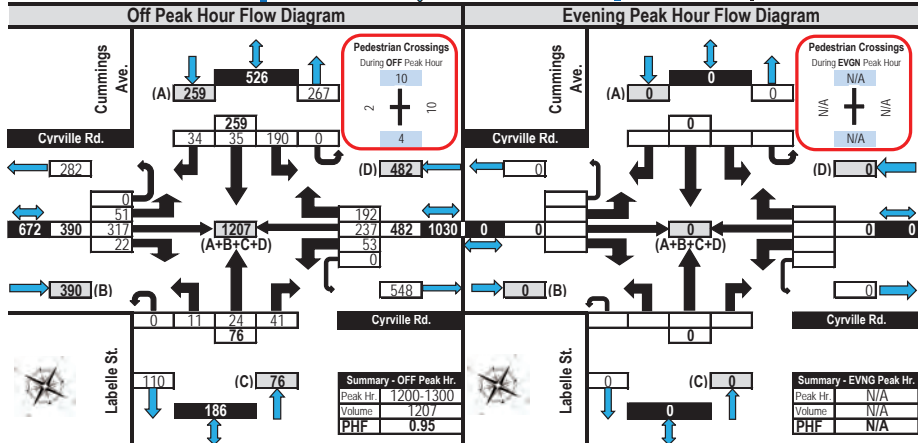 Off Peak Hour Flow Diagram
Cummings Ave.
526
(A) 259 267
Pedestrian Crossings
During OFF Peak Hour
10
2 10
4
Cyrville Rd.
259
34 35 190 0
282
(D) 482
0
51
672 390 317
22
1207
(A+B+C+D)
192
237 482 1030
53
0
390 (B)
548
0 11 24 41
76
Cyrville Rd.
Labelle St.
110 (C) 76
186
Summary - OFF Peak Hr.
Peak Hr. 1200-1300
Volume 1207
PHF 0.95
Evening Peak Hour Flow Diagram
Cummings Ave.
0
(A) 0 0
Pedestrian Crossings
During EVGN Peak Hour
N/A
N/A N/A
N/A
Cyrville Rd.
0
0
(D) 0
0 0
0
(A+B+C+D)
0 0
0 (B)
0
0
Cyrville Rd.
Labelle St.
0 (C) 0
0
Summary - EVNG Peak Hr.
Peak Hr. N/A
Volume N/A
PHF N/A